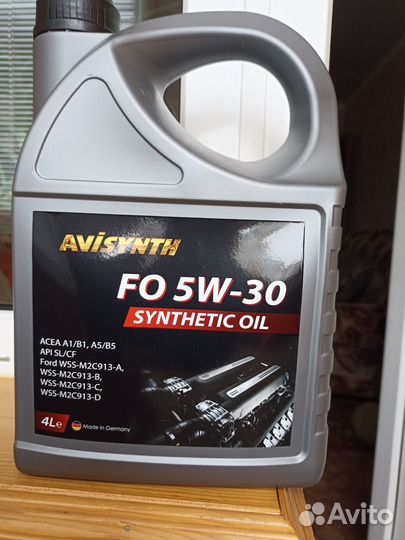 AVISYNTH
FO 5W-30
SYNTHETIC OIL
ACEA A1/B1, A5/B5
API SL/CF
Ford WSS-M2C913-A,
WSS-M2C913-B,
WSS-M2C913-C,
WSS-M2C913-D
4L e
Made in Germany
Avito